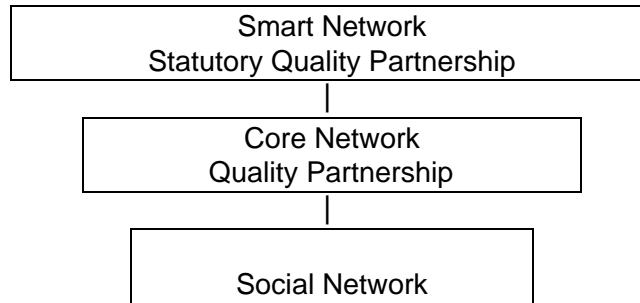 Smart Network
Statutory Quality Partnership
Core Network
Quality Partnership
Social Network